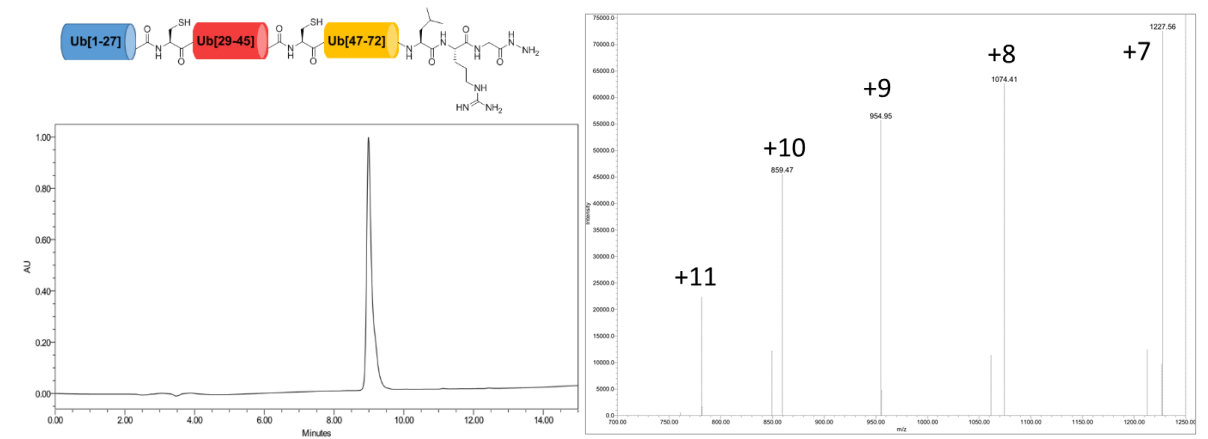 SH
SH
Ub[1-27]
Ub[29-45]
Ub[47-72]
O
N
H
O
O
N
H
O
N
H
O
H
N
O
N
H
O
H
N
NH2
NH
HN
NH2
AU
1.00
0.80
0.60
0.40
0.20
0.00
0.00 2.00 4.00 6.00 8.00 10.00 12.00 14.00
Minutes
Intensity
75000.0
70000.0
65000.0
60000.0
55000.0
50000.0
45000.0
40000.0
35000.0
30000.0
25000.0
20000.0
15000.0
10000.0
5000.0
0.0
700.00 750.00 800.00 850.00 900.00 950.00 1000.00 1050.00 1100.00 1150.00 1200.00 1250.00
m/z
+11
+10
859.47
+9
954.95
+8
1074.41
+7
1227.56